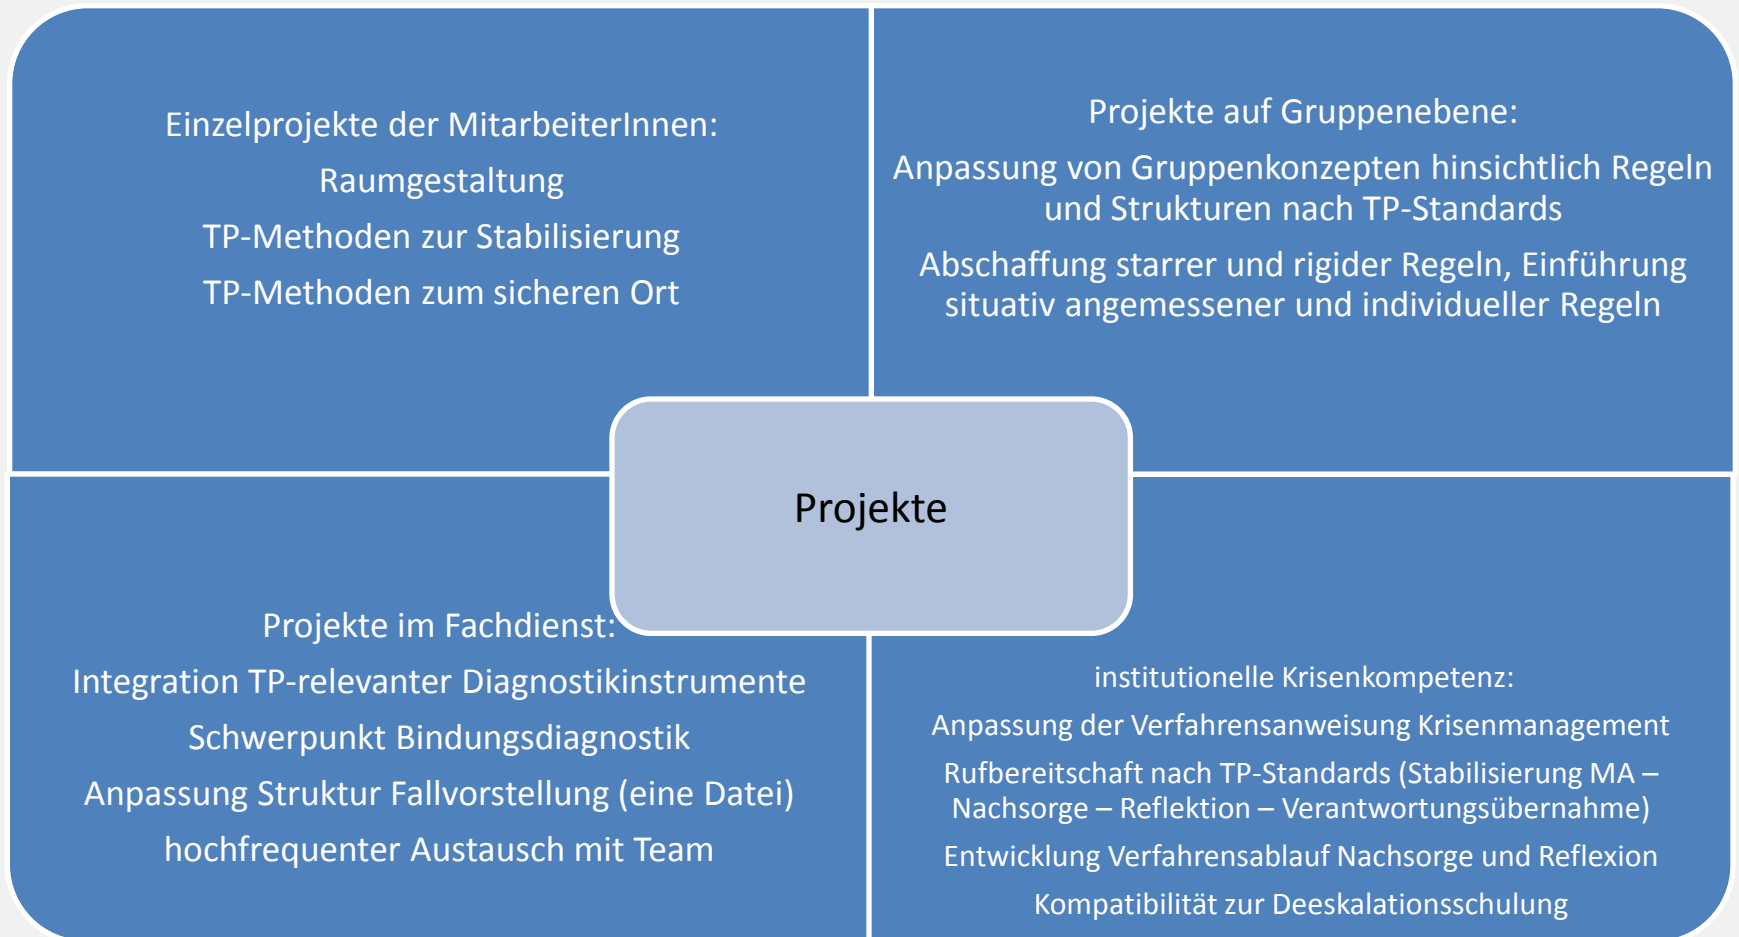 Einzelprojekte der MitarbeiterInnen:
Raumgestaltung
TP-Methoden zur Stabilisierung
TP-Methoden zum sicheren Ort
Projekte auf Gruppenebene:
Anpassung von Gruppenkonzepten hinsichtlich Regeln
und Strukturen nach TP-Standards
Abschaffung starrer und rigider Regeln, Einführung
situativ angemessener und individueller Regeln
Projekte
Projekte im Fachdienst:
Integration TP-relevanter Diagnostikinstrumente
Schwerpunkt Bindungsdiagnostik
Anpassung Struktur Fallvorstellung (eine Datei)
hochfrequenter Austausch mit Team
institutionelle Krisenkompetenz:
Anpassung der Verfahrensanweisung Krisenmanagement
Rufbereitschaft nach TP-Standards (Stabilisierung MA –
Nachsorge – Reflektion – Verantwortungsübernahme)
Entwicklung Verfahrensablauf Nachsorge und Reflexion
Kompatibilität zur Deeskalationsschulung